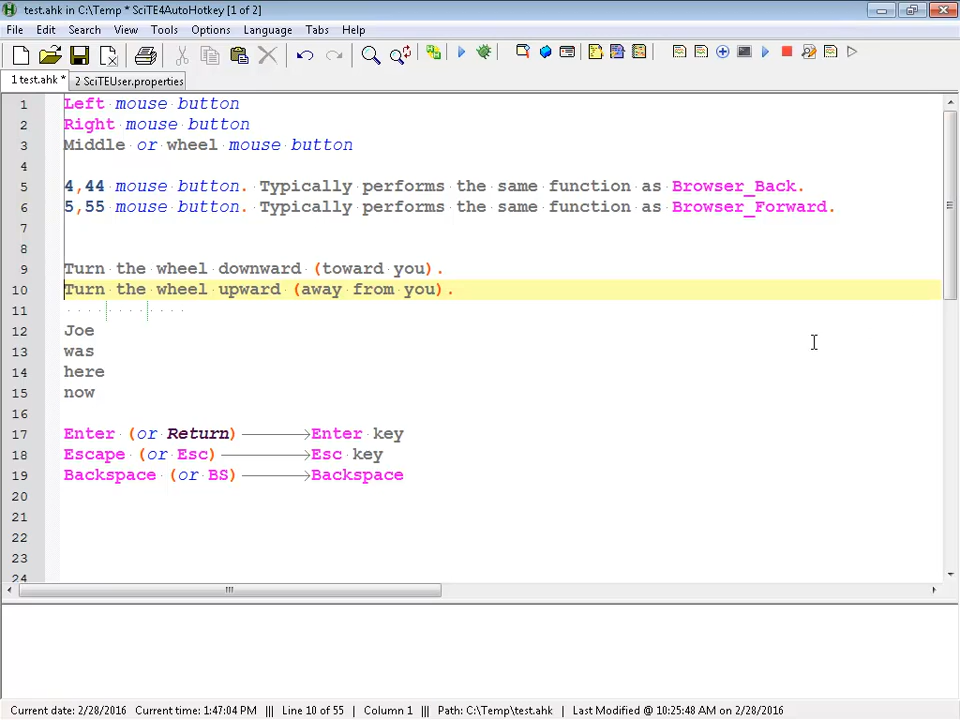 test.ahk in C:\Temp * SciTE4AutoHotkey [1 of 2]
File Edit Search View Tools Options Language Tabs Help
1 test.ahk * 2 SciTEUser.properties
1 Left mouse button
2 Right mouse button
3 Middle or wheel mouse button
4
5 4,44 mouse button. Typically performs the same function as Browser_Back.
6 5,55 mouse button. Typically performs the same function as Browser_Forward.
7
8
9 Turn the wheel downward (toward you).
10 Turn the wheel upward (away from you).
11
12 Joe
13 was
14 here
15 now
16
17 Enter (or Return) Enter key
18 Escape (or Esc) Esc key
19 Backspace (or BS) Backspace
20
21
22
23
24
Current date: 2/28/2016 Current time: 1:47:04 PM ||| Line 10 of 55 ||| Column 1 ||| Path: C:\Temp\test.ahk ||| Last Modified @ 10:25:48 AM on 2/28/2016